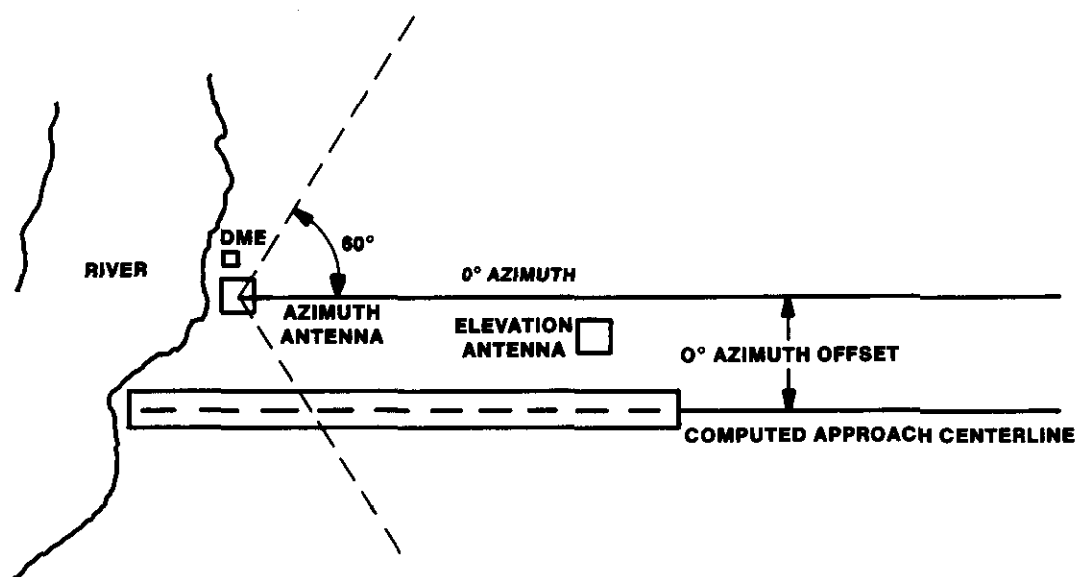 DME
60°
RIVER
0° AZIMUTH
AZIMUTH
ANTENNA
ELEVATION
ANTENNA
0° AZIMUTH OFFSET
COMPUTED APPROACH CENTERLINE